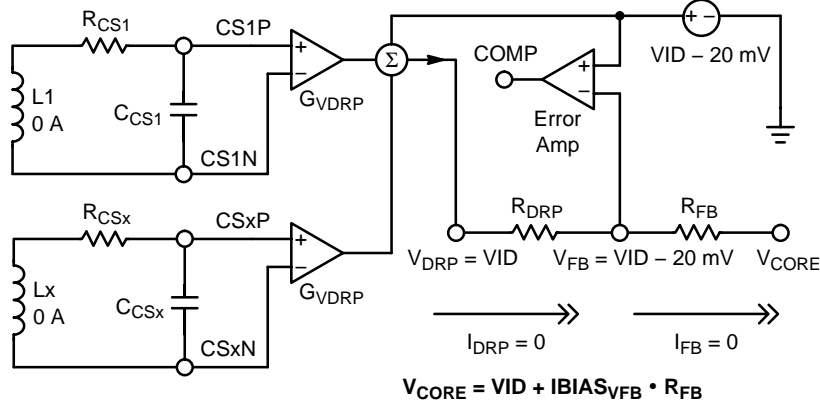 R_CS1
CS1P
+
−
G_VDRP
L1
0 A
C_CS1
CS1N
Σ
COMP
+
−
Error
Amp
+ −
VID – 20 mV
R_CSx
CSxP
+
−
G_VDRP
Lx
0 A
C_CSx
CSxN
R_DRP
R_FB
V_DRP = VID
V_FB = VID – 20 mV
V_CORE
I_DRP = 0
I_FB = 0
V_CORE = VID + IBIAS_VFB • R_FB